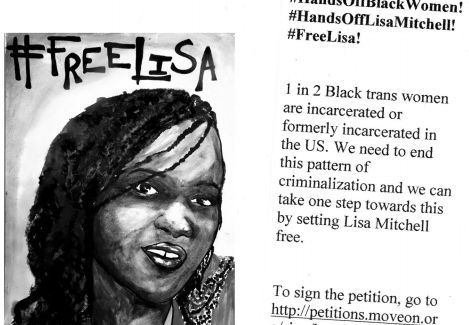 #FREELISA
#HandsOffBlackWomen!
#HandsOffLisaMitchell!
#FreeLisa!
1 in 2 Black trans women
are incarcerated or
formerly incarcerated in
the US. We need to end
this pattern of
criminalization and we can
take one step towards this
by setting Lisa Mitchell
free.
To sign the petition, go to
http://petitions.moveon.or